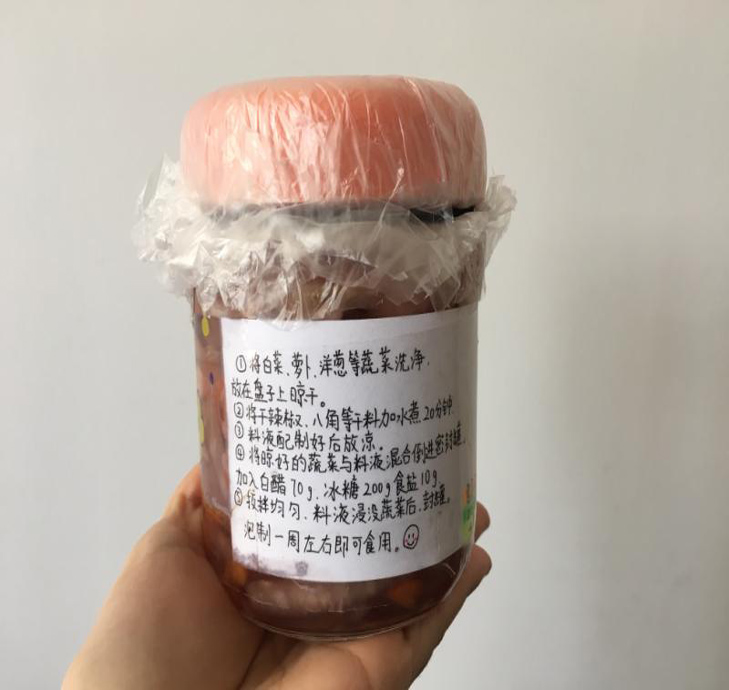 ①将白菜、萝卜、洋葱等蔬菜洗净，
放在盘子上晾干。
②将干辣椒、八角等干料加水煮20分钟.
③料液配制好后放凉。
④将晾好的蔬菜与料液混合倒进密封罐,
加入白醋70g、冰糖200g食盐10g
⑤搅拌均匀、料液浸没蔬菜后、封罐。
泡制一周左右即可食用。